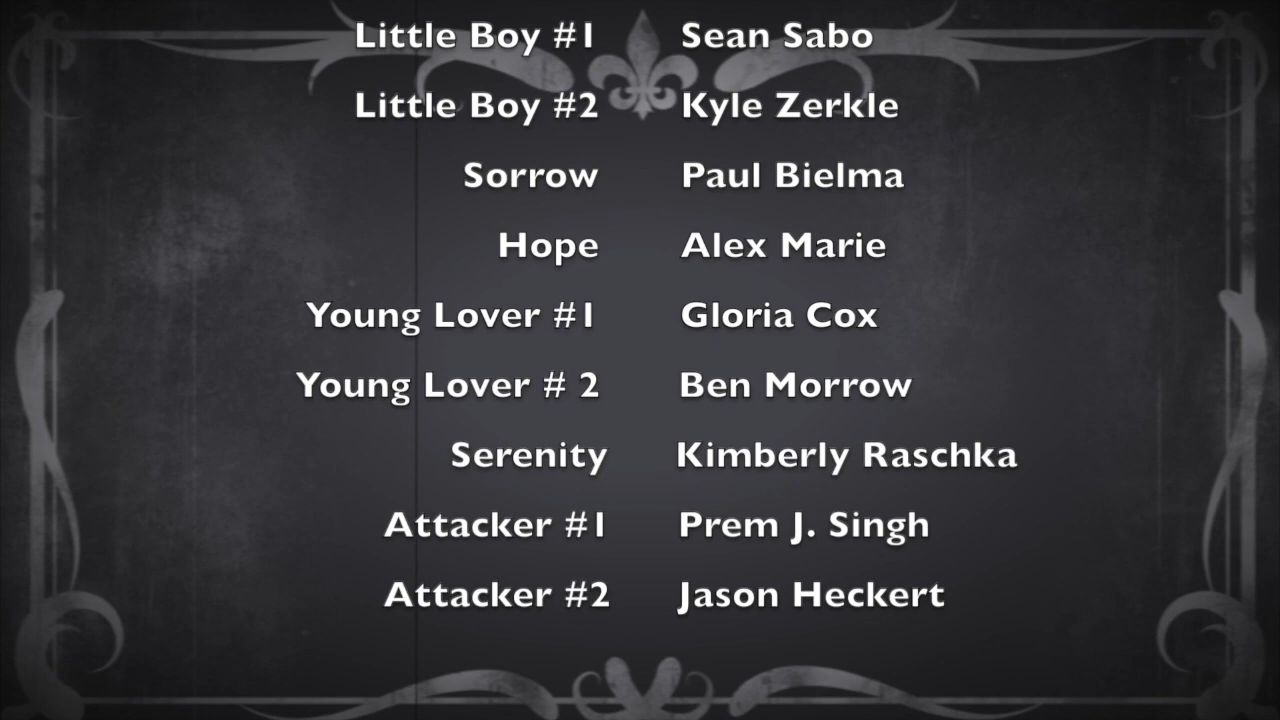 Little Boy #1 Sean Sabo
Little Boy #2 Kyle Zerkle
Sorrow Paul Bielma
Hope Alex Marie
Young Lover #1 Gloria Cox
Young Lover # 2 Ben Morrow
Serenity Kimberly Raschka
Attacker #1 Prem J. Singh
Attacker #2 Jason Heckert